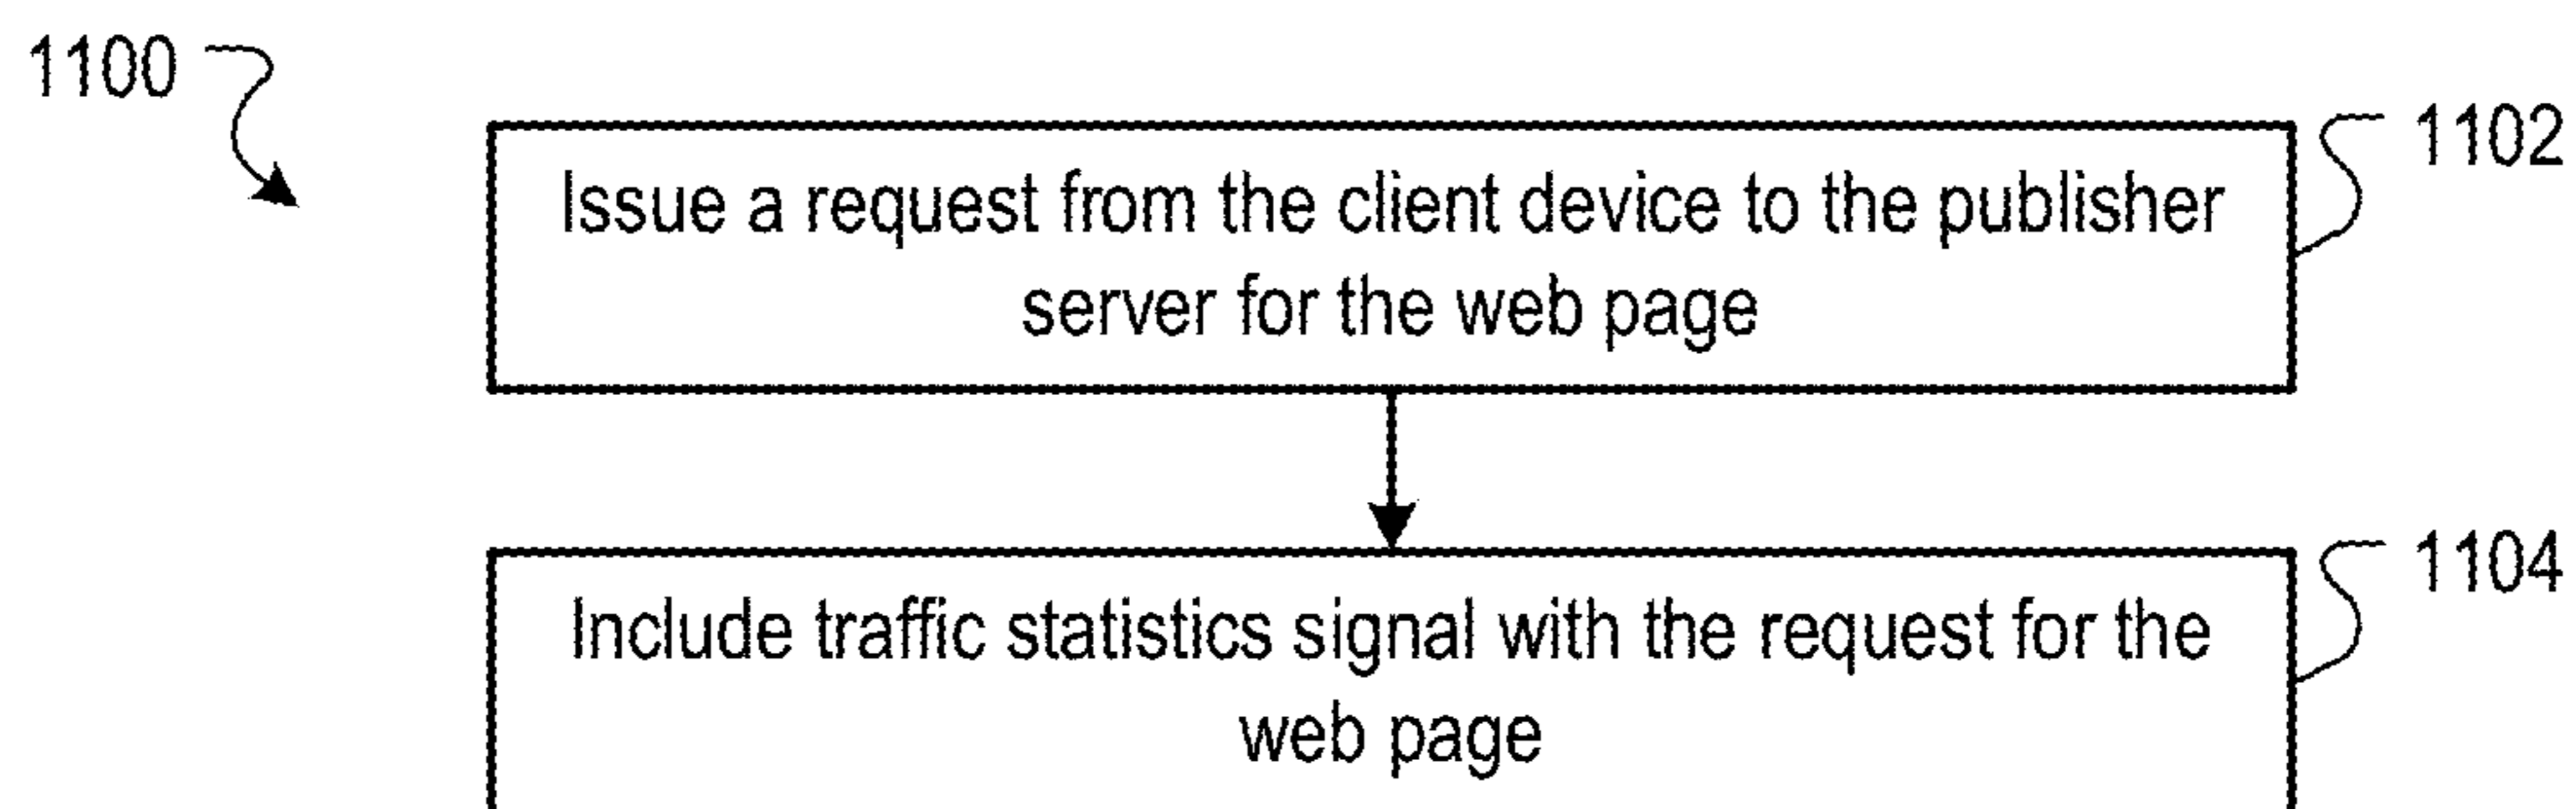 1100
1102
Issue a request from the client device to the publisher
server for the web page
1104
Include traffic statistics signal with the request for the
web page